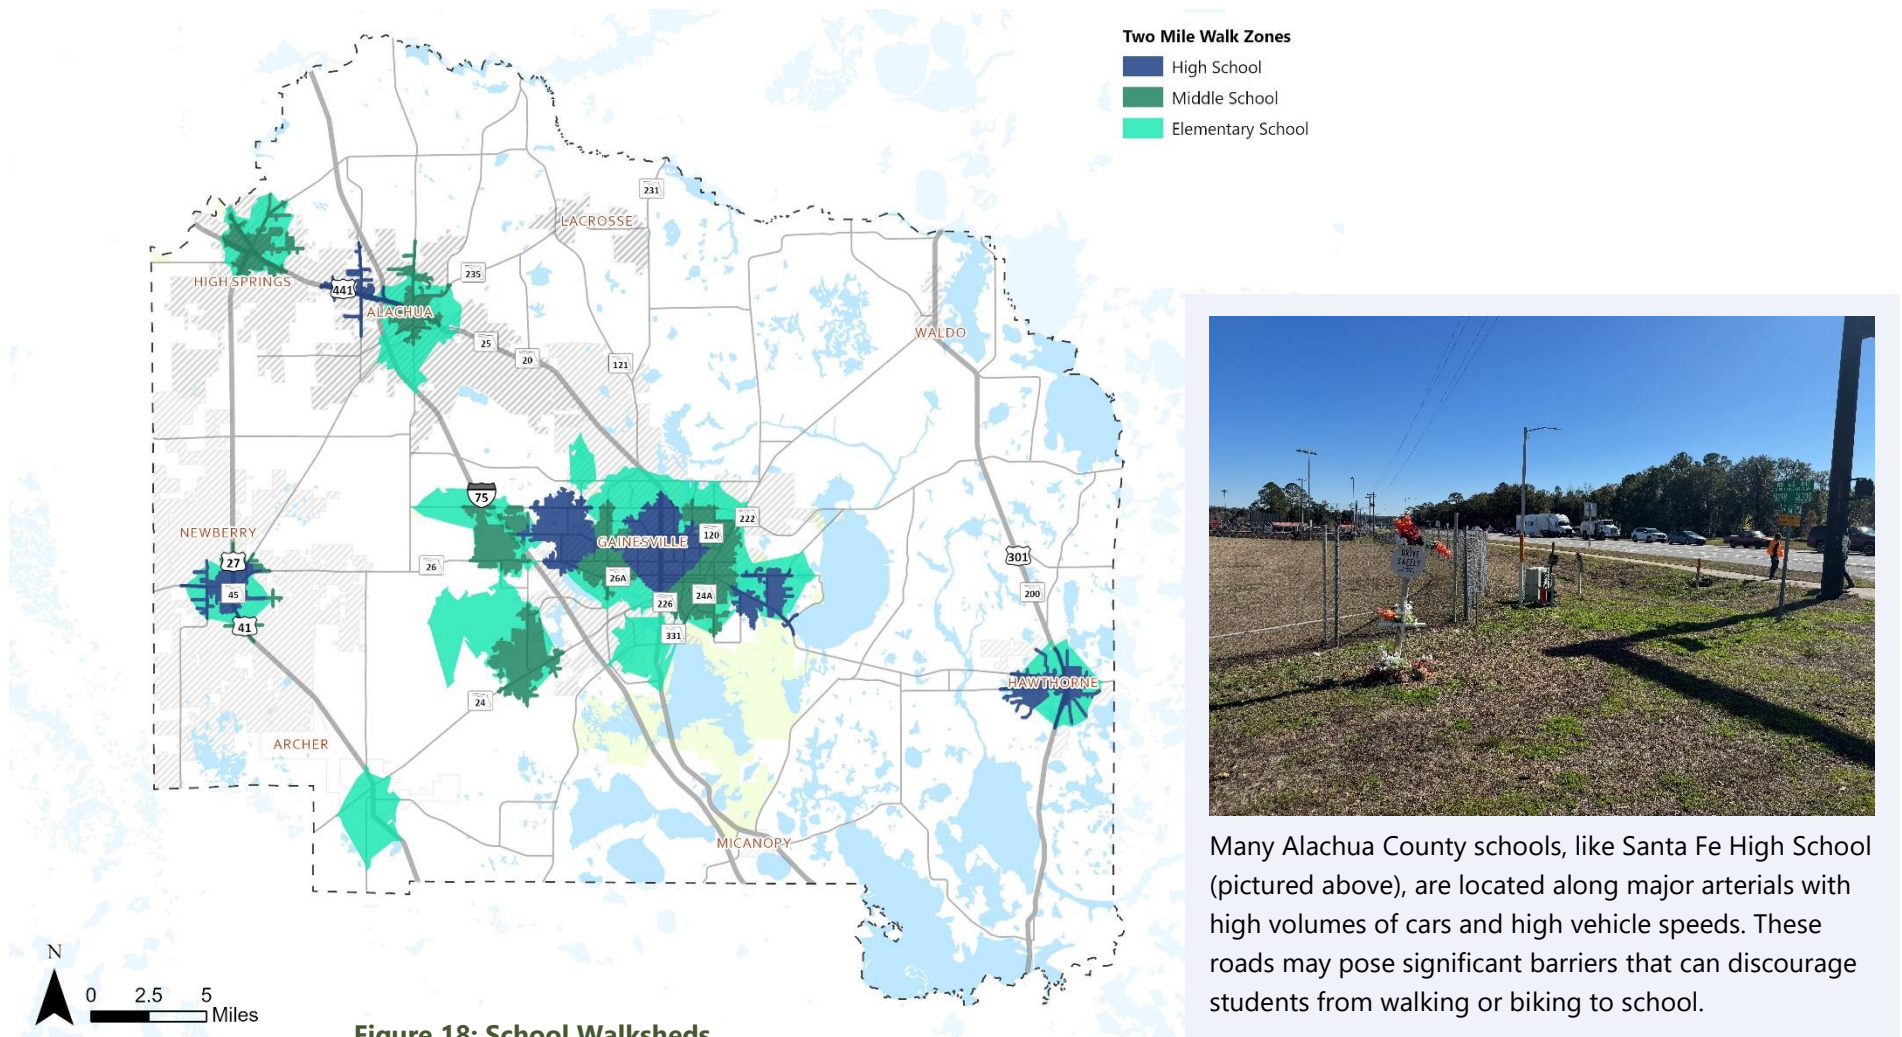 Two Mile Walk Zones
High School
Middle School
Elementary School
231
LACROSSE
235
HIGH SPRINGS
441
ALACHUA
25
20
121
WALDO
75
222
NEWBERRY
GAINESVILLE
120
27
26
301
26A
45
226
24A
200
41
331
HAWTHORNE
24
ARCHER
MICANOPY
N
0 2.5 5
Miles
Figure 18: School Walksheds
DRIVE
SAFELY
Many Alachua County schools, like Santa Fe High School
(pictured above), are located along major arterials with
high volumes of cars and high vehicle speeds. These
roads may pose significant barriers that can discourage
students from walking or biking to school.